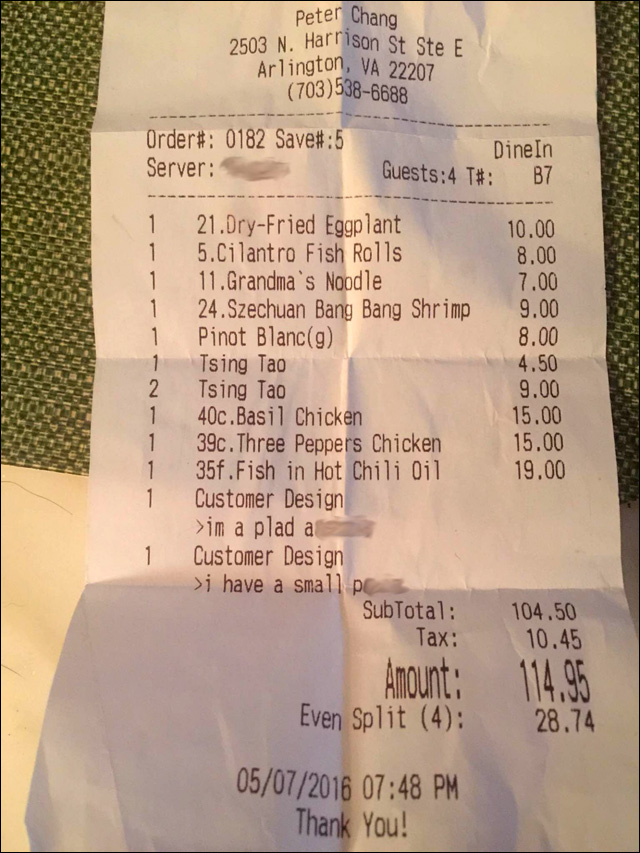 Peter Chang
2503 N. Harrison St Ste E
Arlington, VA 22207
(703)538-6688
Order#: 0182 Save#:5 DineIn
Server: Guests:4 T#: B7
1 21.Dry-Fried Eggplant 10.00
1 5.Cilantro Fish Rolls 8.00
1 11.Grandma`s Noodle 7.00
1 24.Szechuan Bang Bang Shrimp 9.00
1 Pinot Blanc(g) 8.00
1 Tsing Tao 4.50
2 Tsing Tao 9.00
1 40c.Basil Chicken 15.00
1 39c.Three Peppers Chicken 15.00
1 35f.Fish in Hot Chili Oil 19.00
1 Customer Design
>im a plad a
1 Customer Design
>i have a small p
SubTotal: 104.50
Tax: 10.45
Amount: 114.95
Even Split (4): 28.74
05/07/2016 07:48 PM
Thank You!